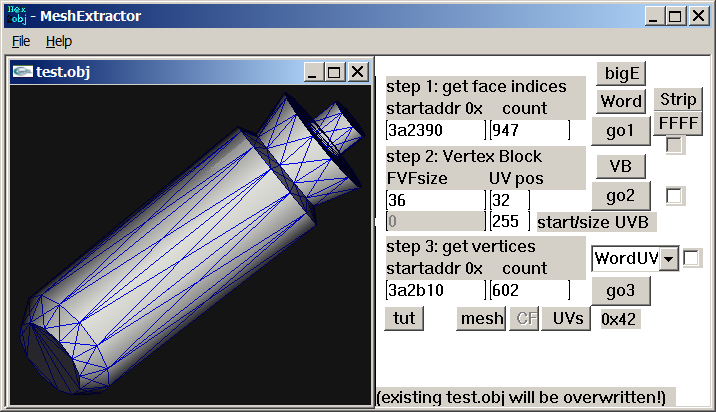 Hex
obj - MeshExtractor
File Help
test.obj
step 1: get face indices
startaddr 0x count
3a2390 947
bigE
Word
go1
Strip
FFFF
step 2: Vertex Block
FVFsize UV pos
36 32
0 255 start/size UVB
VB
go2
step 3: get vertices
startaddr 0x count
3a2b10 602
WordUV
go3
tut mesh CF UVs 0x42
(existing test.obj will be overwritten!)